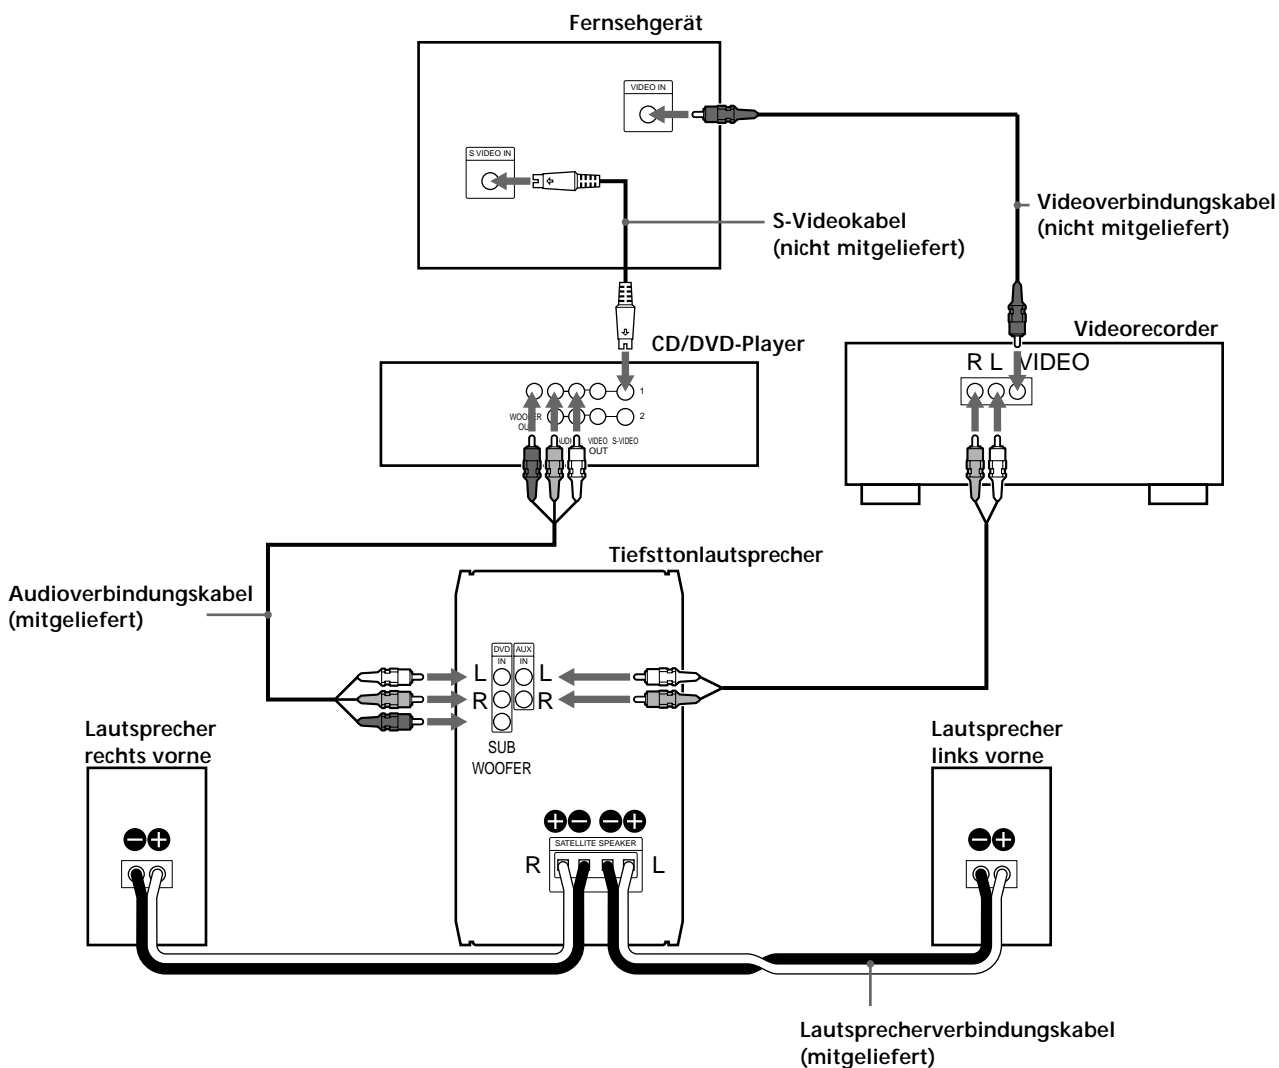 Fernsehgerät
VIDEO IN
S VIDEO IN
S-Videokabel
(nicht mitgeliefert)
Videoverbindungskabel
(nicht mitgeliefert)
CD/DVD-Player
Videorecorder
R L VIDEO
1
2
WOOFER
OUT
AUDIO VIDEO S-VIDEO
OUT
Tiefsttonlautsprecher
Audioverbindungskabel
(mitgeliefert)
DVD AUX
IN IN
L L
R R
SUB
WOOFER
Lautsprecher
rechts vorne
Lautsprecher
links vorne
SATELLITE SPEAKER
R L
Lautsprecherverbindungskabel
(mitgeliefert)